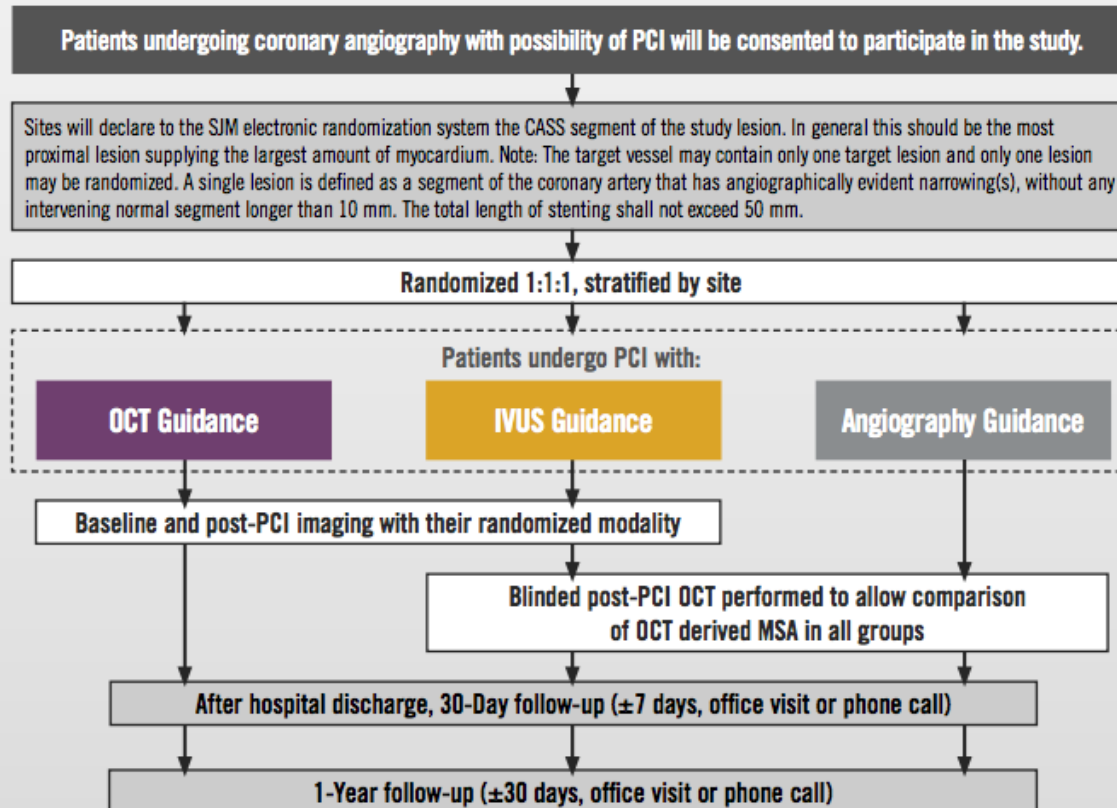 Patients undergoing coronary angiography with possibility of PCI will be consented to participate in the study.
Sites will declare to the SJM electronic randomization system the CASS segment of the study lesion. In general this should be the most
proximal lesion supplying the largest amount of myocardium. Note: The target vessel may contain only one target lesion and only one lesion
may be randomized. A single lesion is defined as a segment of the coronary artery that has angiographically evident narrowing(s), without any
intervening normal segment longer than 10 mm. The total length of stenting shall not exceed 50 mm.
Randomized 1:1:1, stratified by site
Patients undergo PCI with:
OCT Guidance
IVUS Guidance
Angiography Guidance
Baseline and post-PCI imaging with their randomized modality
Blinded post-PCI OCT performed to allow comparison
of OCT derived MSA in all groups
After hospital discharge, 30-Day follow-up (±7 days, office visit or phone call)
1-Year follow-up (±30 days, office visit or phone call)